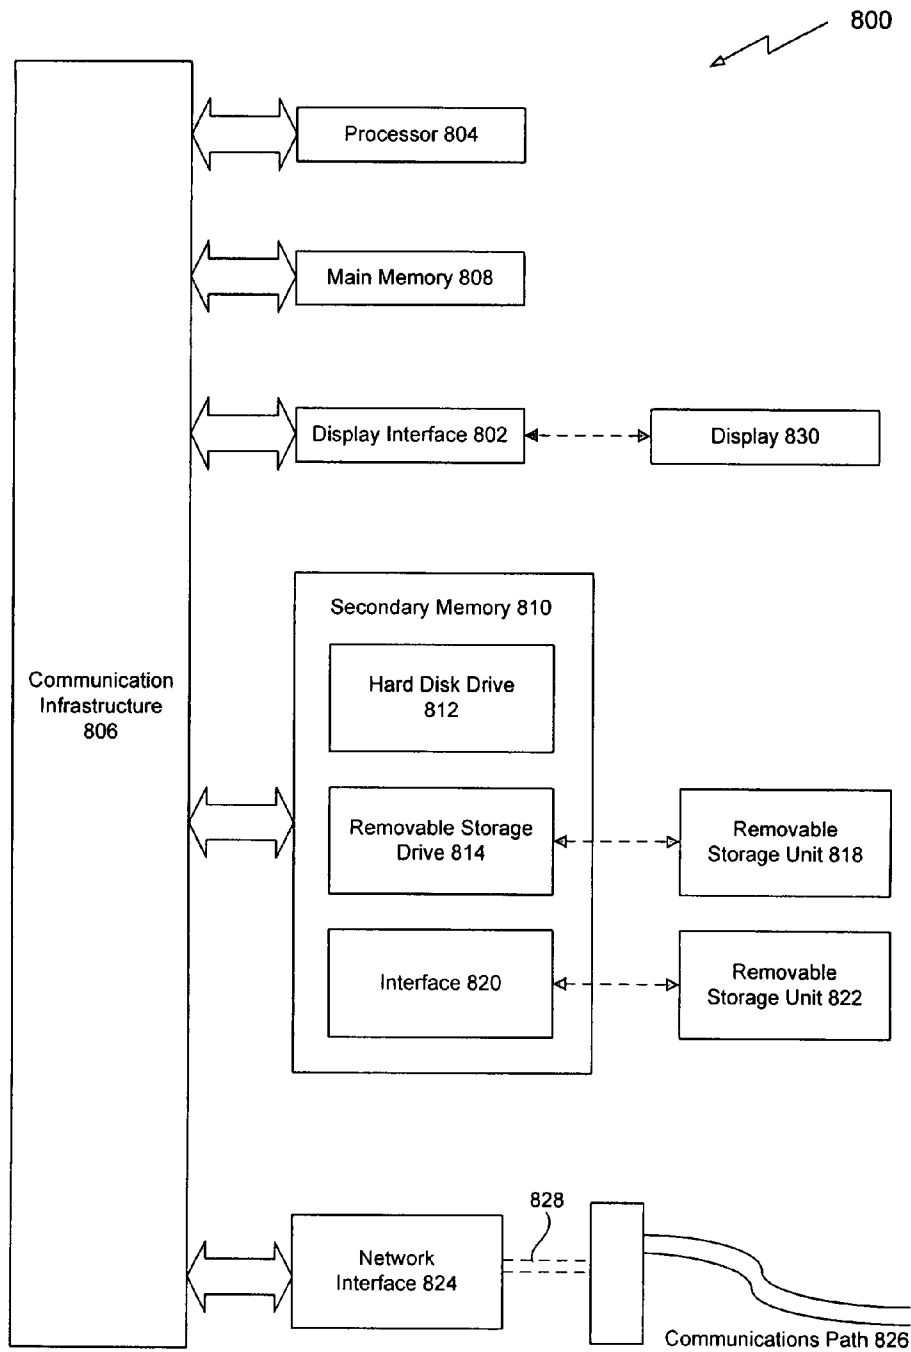 800
Processor 804
Main Memory 808
Display Interface 802
Display 830
Secondary Memory 810
Hard Disk Drive
812
Communication
Infrastructure
806
Removable Storage
Drive 814
Removable
Storage Unit 818
Interface 820
Removable
Storage Unit 822
828
Network
Interface 824
Communications Path 826